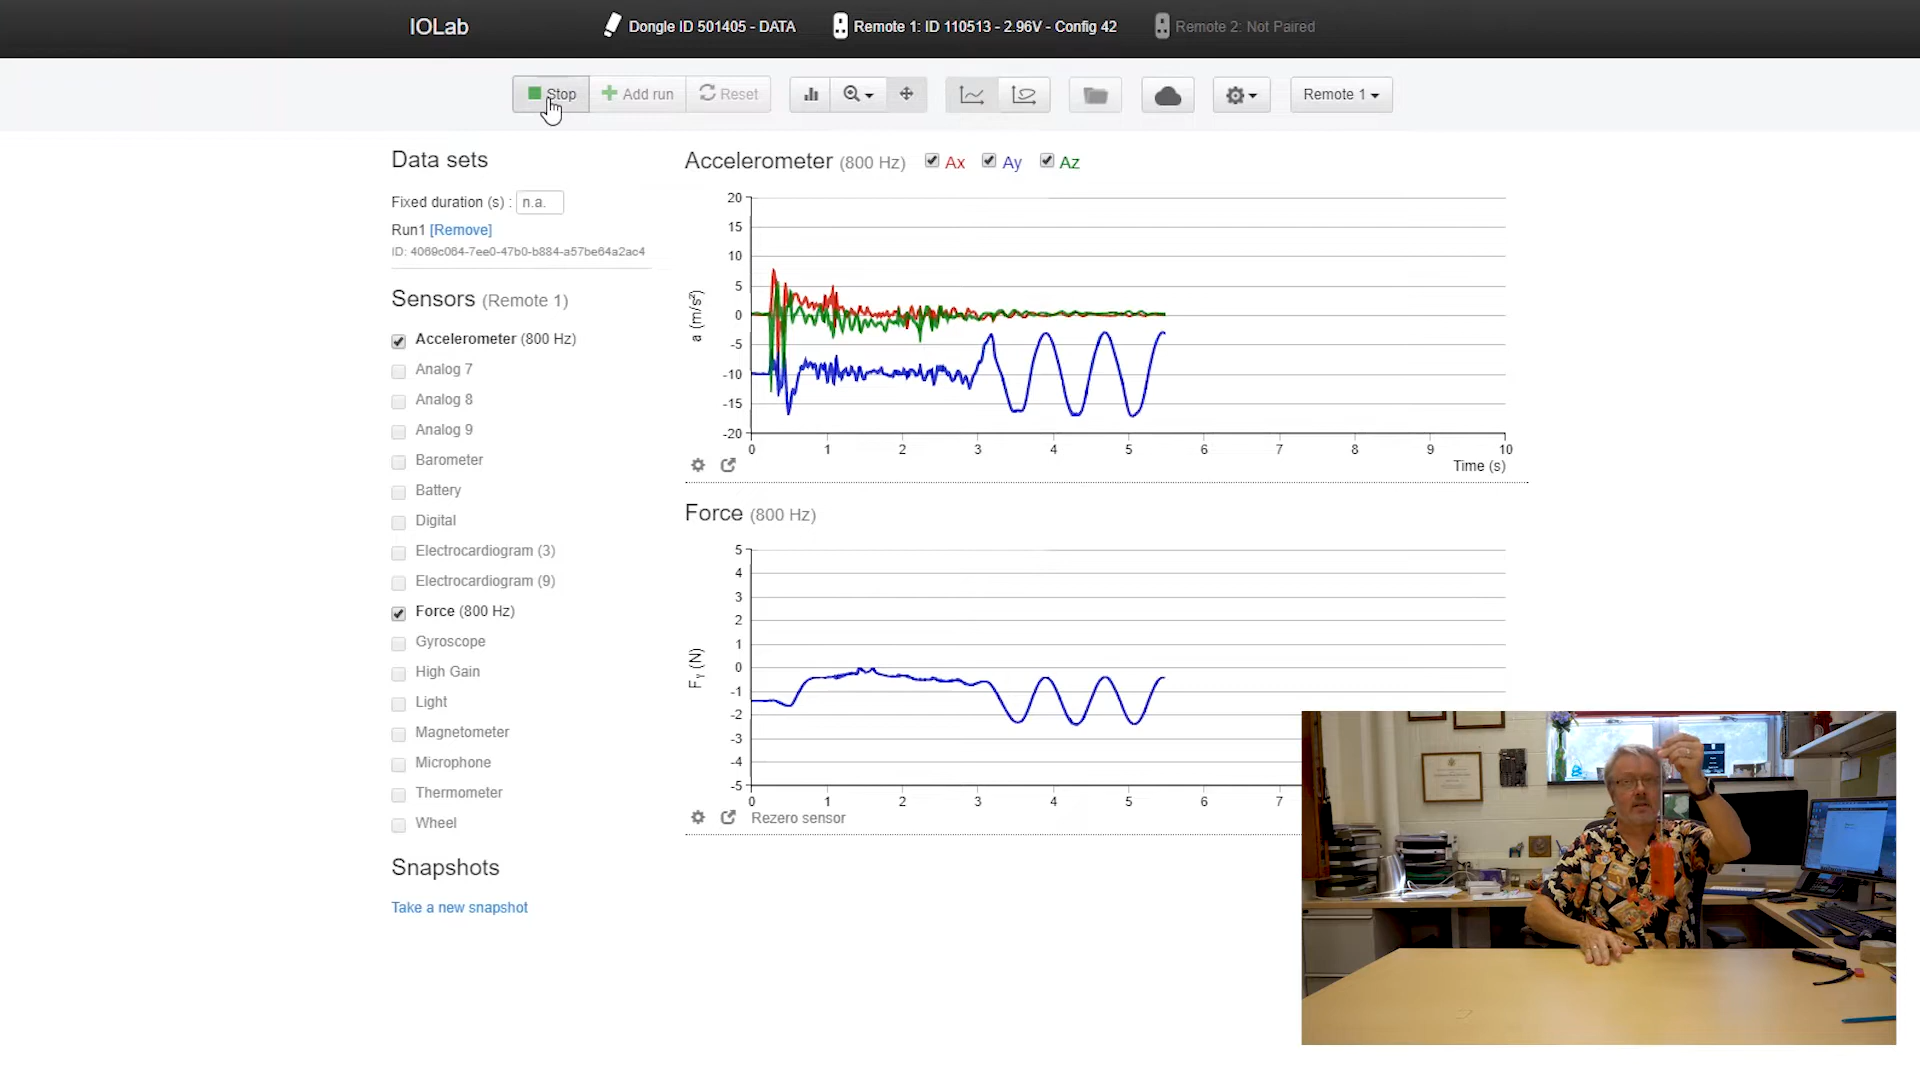 IOLab
Dongle ID 501405 - DATA
Remote 1: ID 110513 - 2.96V - Config 42
Remote 2: Not Paired
Stop
Add run
Reset
Remote 1
Data sets
Fixed duration (s) : n.a.
Run1 [Remove]
ID: 4069c064-7ee0-47b0-b884-a57be64a2ac4
Sensors (Remote 1)
Accelerometer (800 Hz)
Analog 7
Analog 8
Analog 9
Barometer
Battery
Digital
Electrocardiogram (3)
Electrocardiogram (9)
Force (800 Hz)
Gyroscope
High Gain
Light
Magnetometer
Microphone
Thermometer
Wheel
Snapshots
Take a new snapshot
Accelerometer (800 Hz) Ax Ay Az
a (m/s²)
20
15
10
5
0
-5
-10
-15
-20
0 1 2 3 4 5 6 7 8 9 10
Time (s)
Force (800 Hz)
Fy (N)
5
4
3
2
1
0
-1
-2
-3
-4
-5
0 1 2 3 4 5 6 7
Rezero sensor